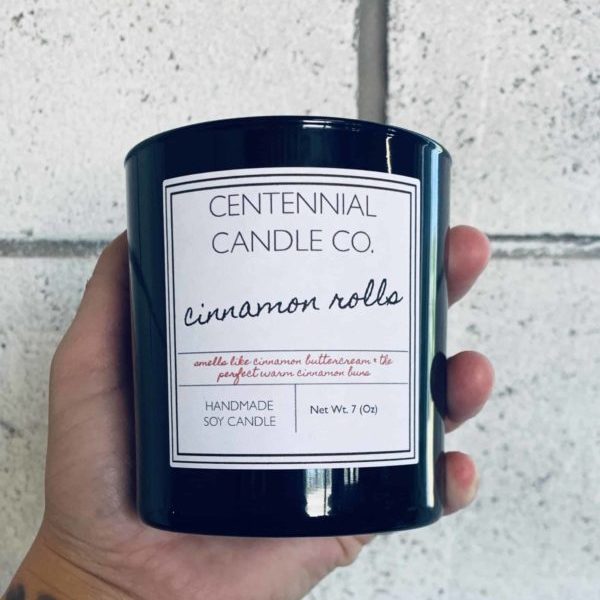 CENTENNIAL
CANDLE CO.
cinnamon rolls
smells like cinnamon buttercream + the
perfect warm cinnamon buns
HANDMADE
SOY CANDLE
Net Wt. 7 (Oz)